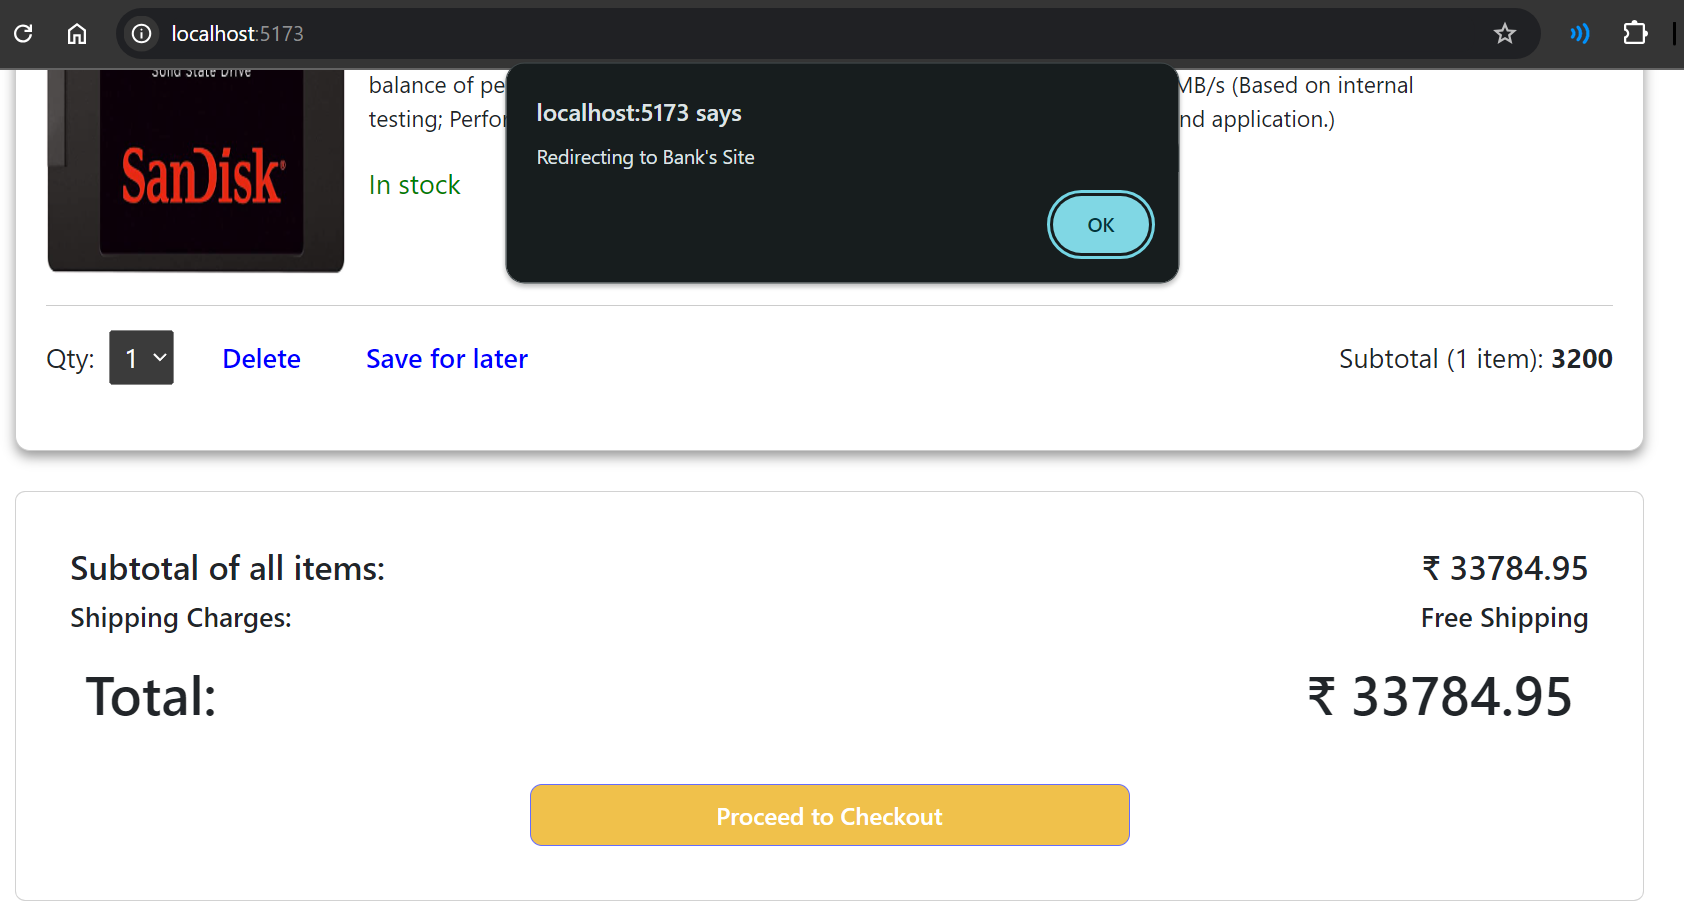 localhost:5173
Solid State Drive
SanDisk®
balance of pe
MB/s (Based on internal
testing; Perfor
nd application.)
In stock
localhost:5173 says
Redirecting to Bank's Site
OK
Qty: 1 Delete Save for later Subtotal (1 item): 3200
Subtotal of all items: ₹ 33784.95
Shipping Charges: Free Shipping
Total: ₹ 33784.95
Proceed to Checkout